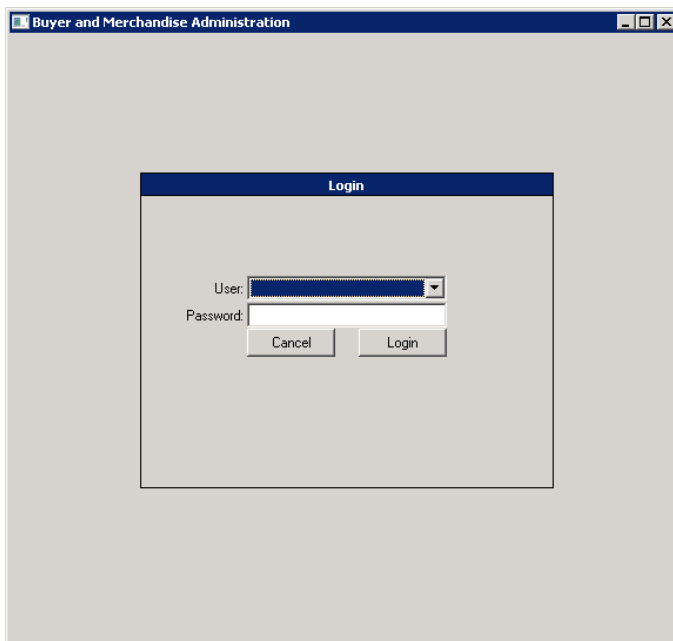 Buyer and Merchandise Administration
Login
User:
Password:
Cancel Login